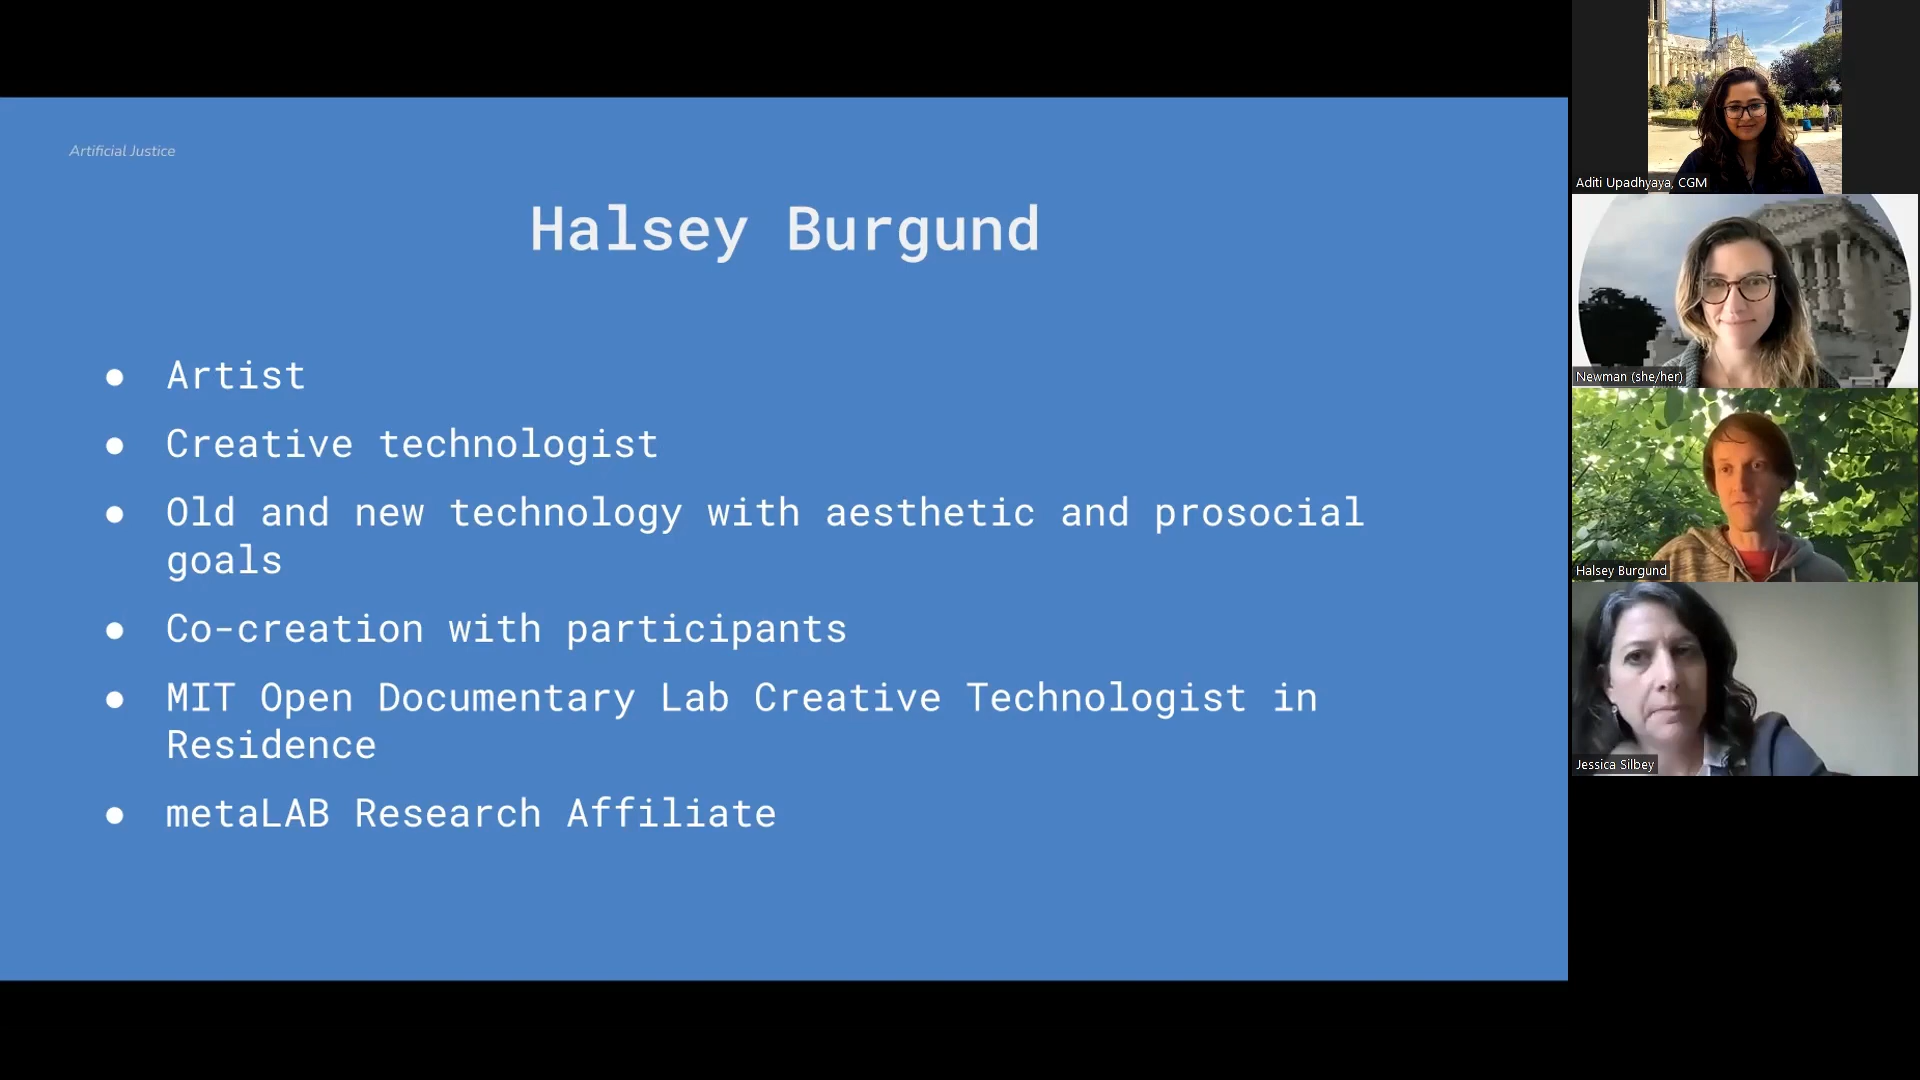 Artificial Justice
Halsey Burgund
● Artist
● Creative technologist
● Old and new technology with aesthetic and prosocial
goals
● Co-creation with participants
● MIT Open Documentary Lab Creative Technologist in
Residence
● metaLAB Research Affiliate
Aditi Upadhyaya, CGM
Newman (she/her)
Halsey Burgund
Jessica Silbey